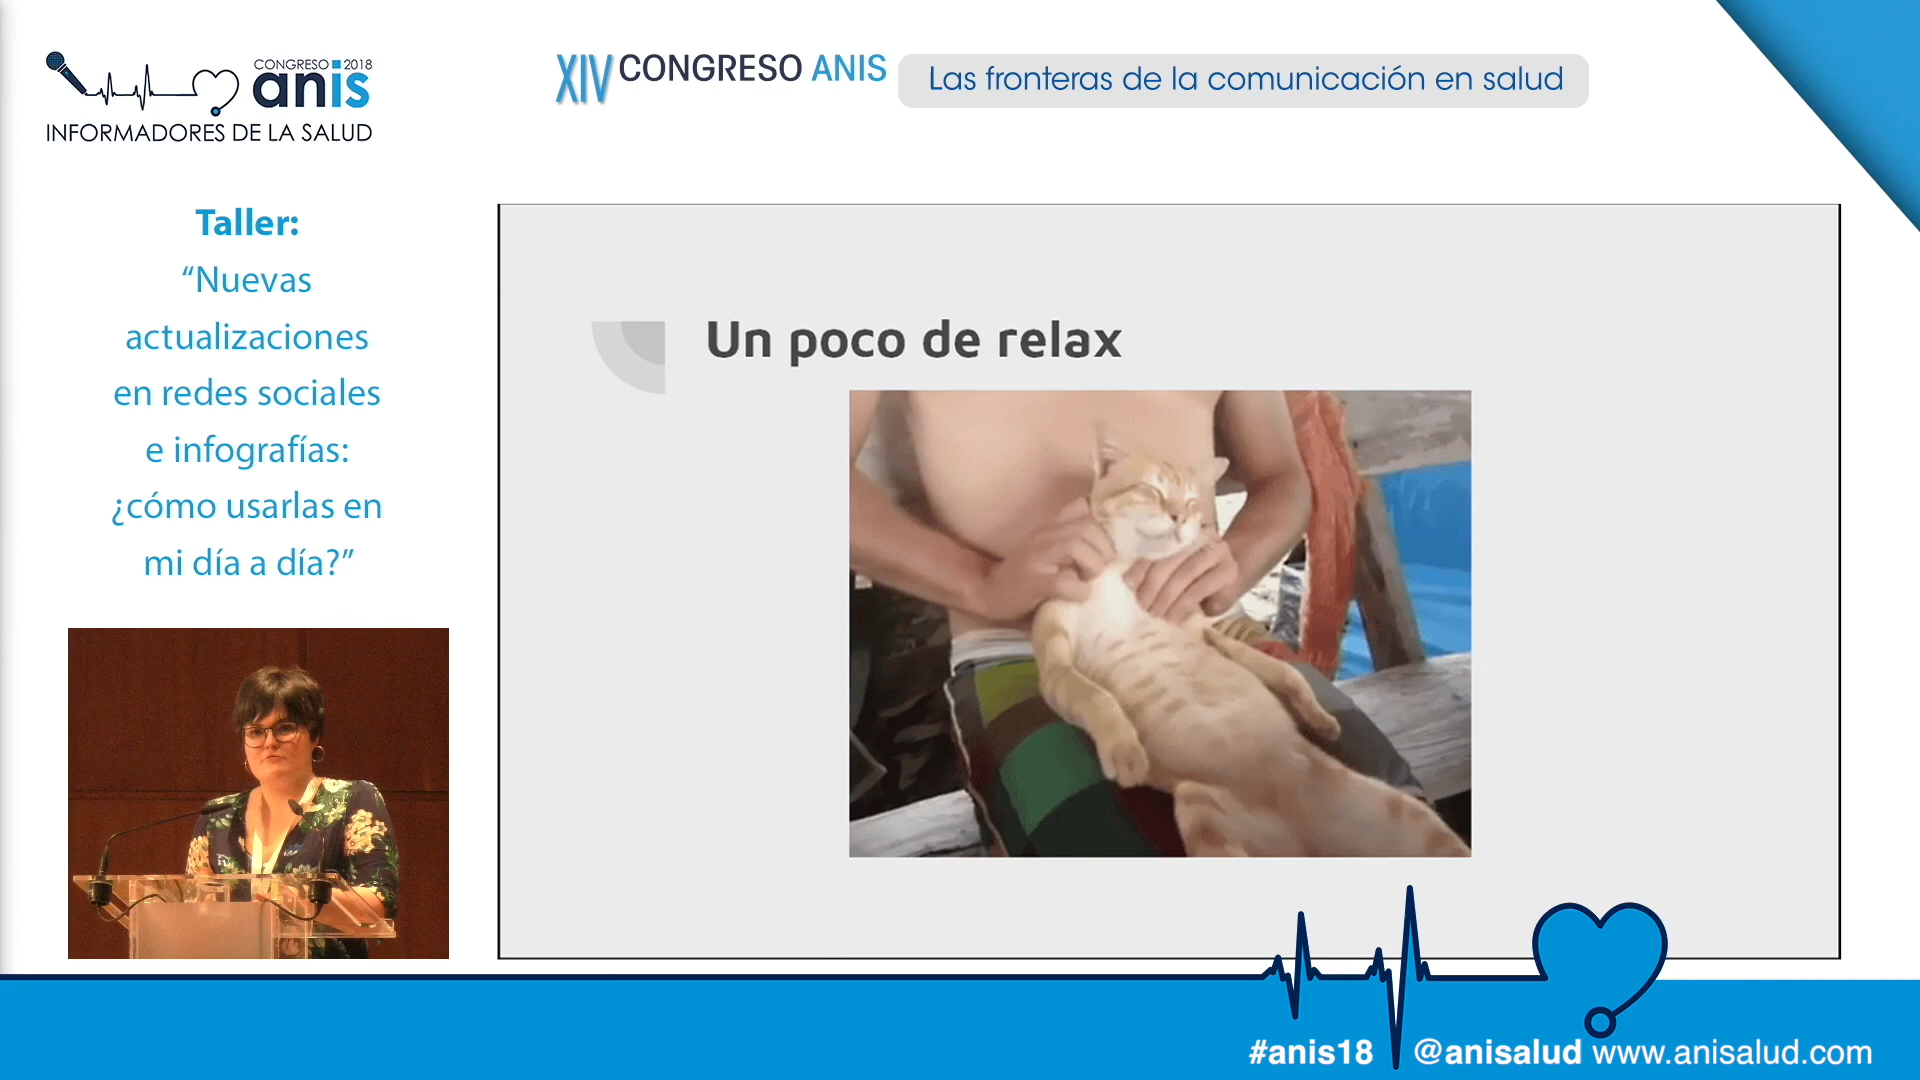 CONGRESO 2018
anis
INFORMADORES DE LA SALUD
XIV CONGRESO ANIS
Las fronteras de la comunicación en salud
Taller:
“Nuevas
actualizaciones
en redes sociales
e infografías:
¿cómo usarlas en
mi día a día?”
Un poco de relax
#anis18 @anisalud www.anisalud.com